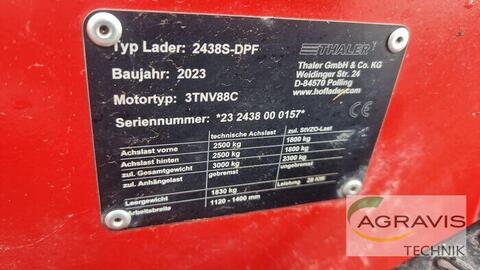 Typ Lader: 2438S-DPF
THALER
Baujahr: 2023
Thaler GmbH & Co. KG
Weidinger Str. 24
D-84570 Polling
www.hoflader.com
Motortyp: 3TNV88C
Seriennummer: *23 2438 00 0157*
technische Achslast zul. StVZO-Last
Achslast vorne 2500 kg 1800 kg
Achslast hinten 2500 kg 1800 kg
zul. Gesamtgewicht 3000 kg 2300 kg
zul. Anhängelast gebremst ungebremst
Leergewicht 1830 kg Leistung: 28 KW
Arbeitsbreite 1120 - 1400 mm
AGRAVIS
TECHNIK